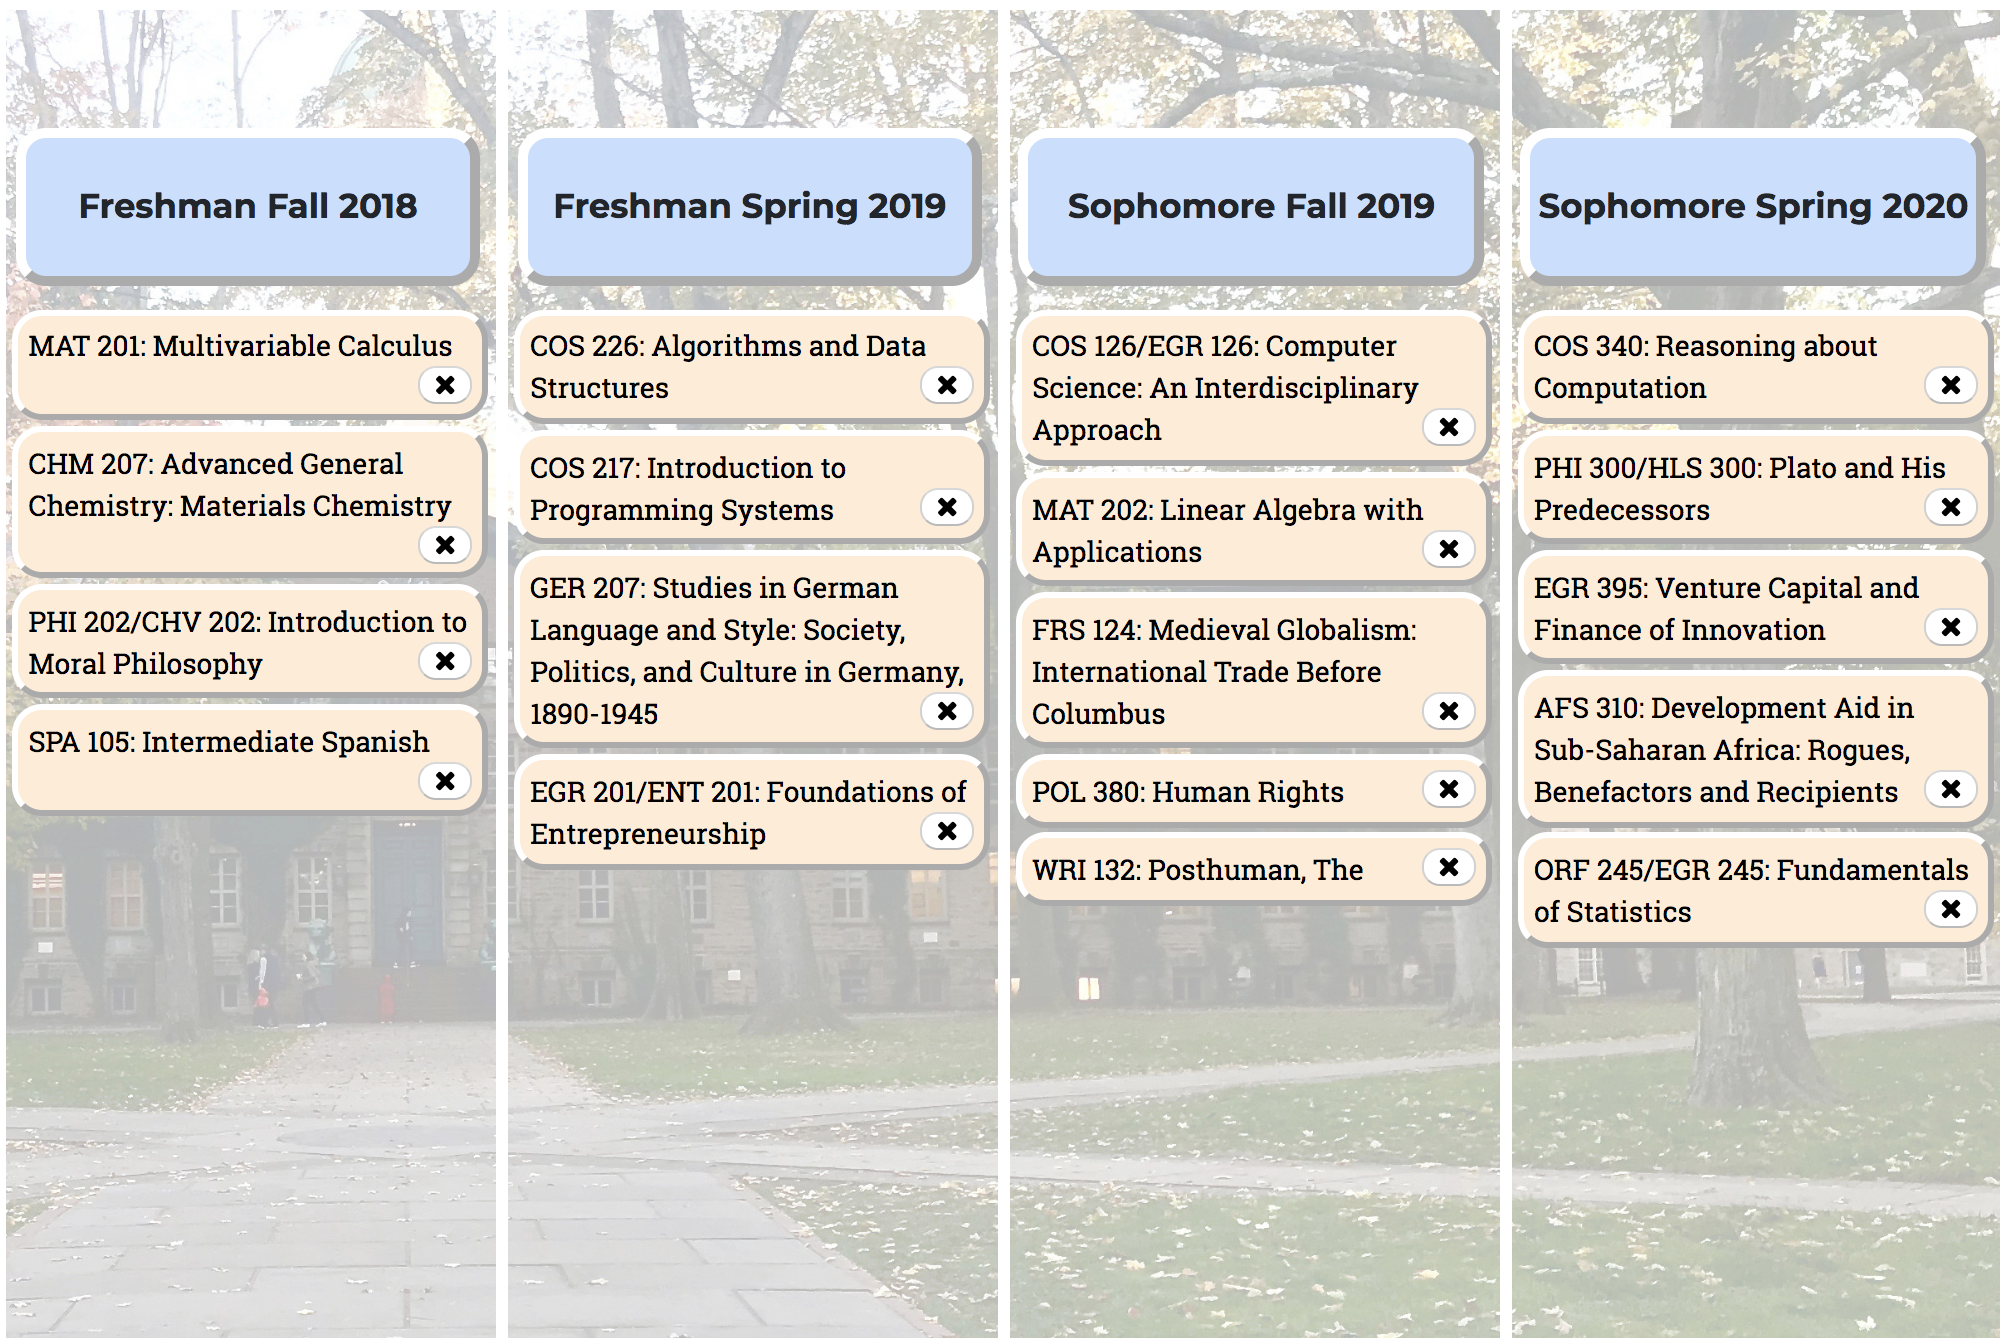 Freshman Fall 2018
MAT 201: Multivariable Calculus
CHM 207: Advanced General
Chemistry: Materials Chemistry
PHI 202/CHV 202: Introduction to
Moral Philosophy
SPA 105: Intermediate Spanish
Freshman Spring 2019
COS 226: Algorithms and Data
Structures
COS 217: Introduction to
Programming Systems
GER 207: Studies in German
Language and Style: Society,
Politics, and Culture in Germany,
1890-1945
EGR 201/ENT 201: Foundations of
Entrepreneurship
Sophomore Fall 2019
COS 126/EGR 126: Computer
Science: An Interdisciplinary
Approach
MAT 202: Linear Algebra with
Applications
FRS 124: Medieval Globalism:
International Trade Before
Columbus
POL 380: Human Rights
WRI 132: Posthuman, The
Sophomore Spring 2020
COS 340: Reasoning about
Computation
PHI 300/HLS 300: Plato and His
Predecessors
EGR 395: Venture Capital and
Finance of Innovation
AFS 310: Development Aid in
Sub-Saharan Africa: Rogues,
Benefactors and Recipients
ORF 245/EGR 245: Fundamentals
of Statistics